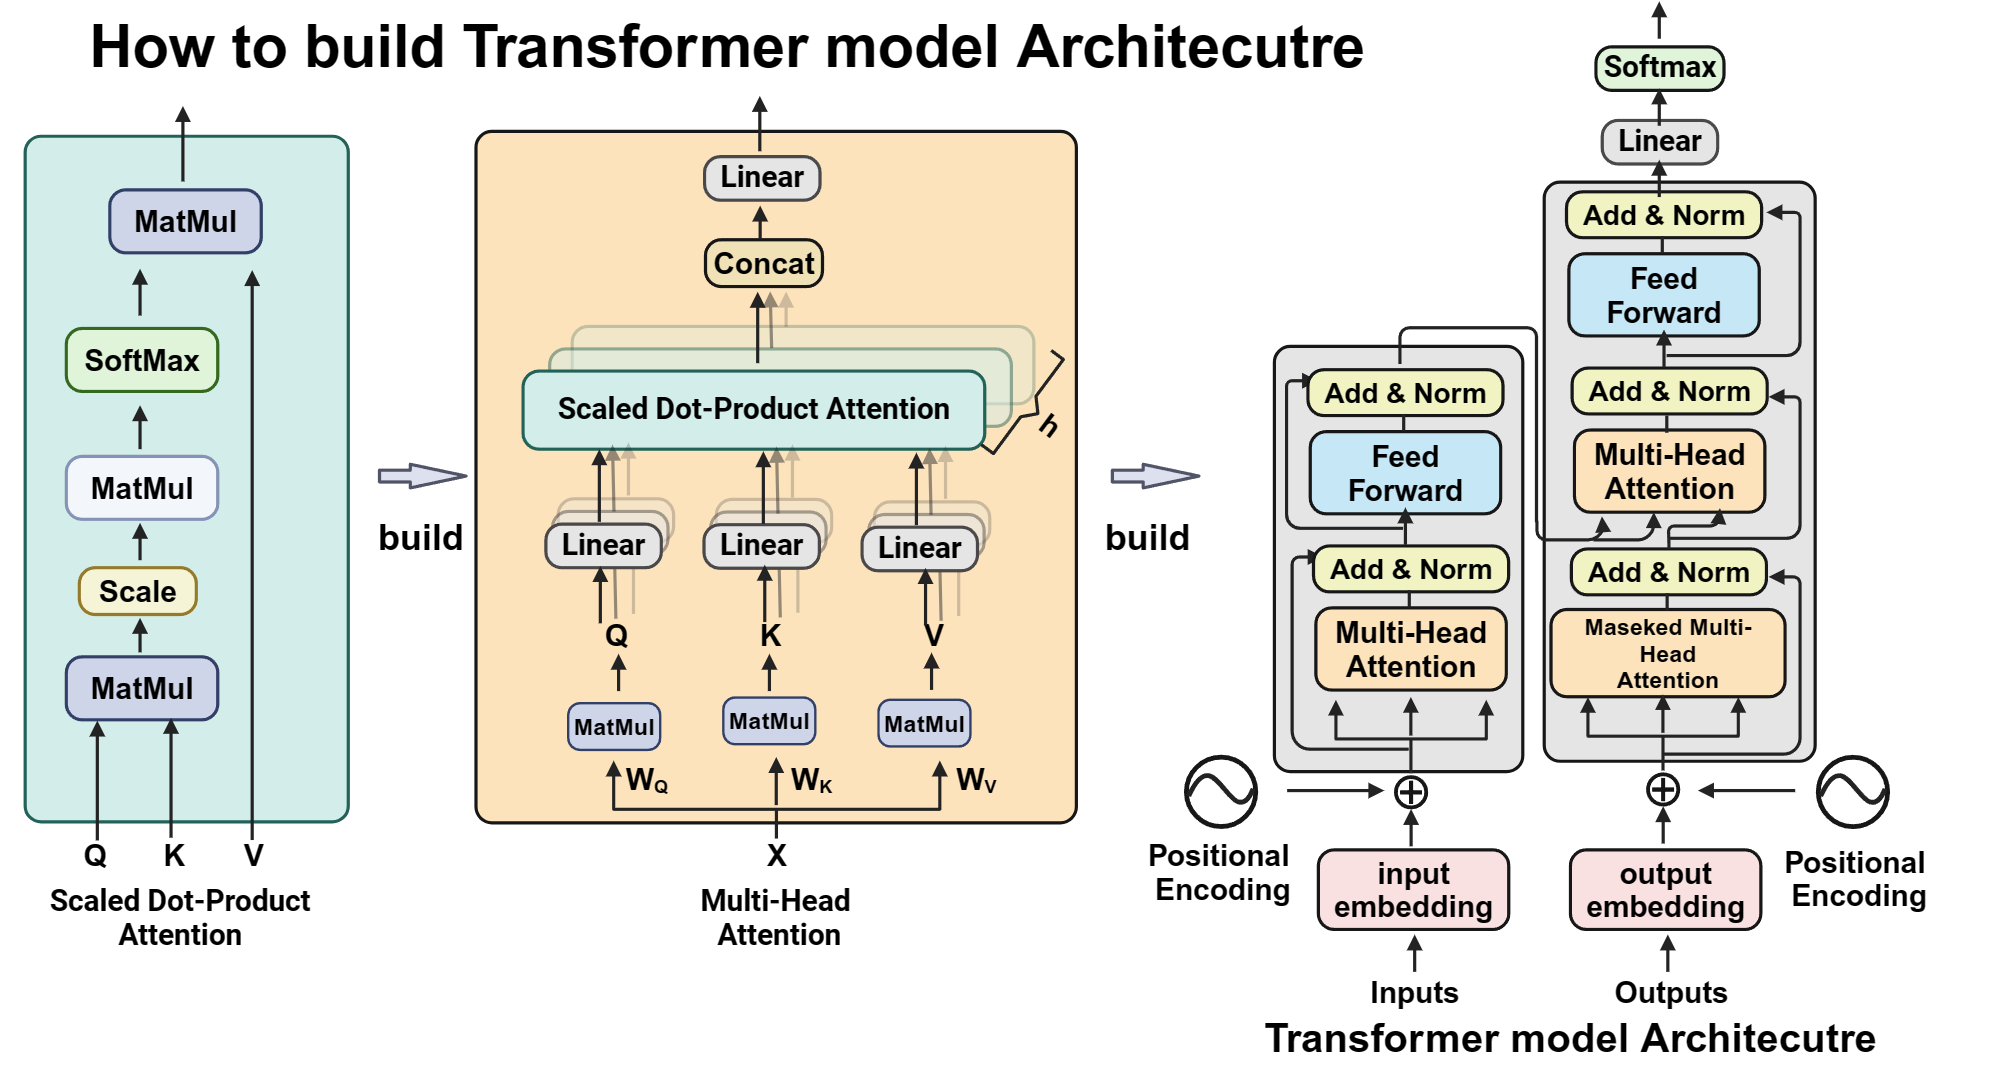 How to build Transformer model Architecutre
MatMul
SoftMax
MatMul
Scale
MatMul
Q K V
Scaled Dot-Product
Attention
build
Linear
Concat
Scaled Dot-Product Attention
h
Linear Linear Linear
Q K V
MatMul MatMul MatMul
WQ WK WV
X
Multi-Head
Attention
build
Add & Norm
Feed
Forward
Add & Norm
Multi-Head
Attention
Positional
Encoding
input
embedding
Inputs
Softmax
Linear
Add & Norm
Feed
Forward
Add & Norm
Multi-Head
Attention
Add & Norm
Maseked Multi-
Head
Attention
output
embedding
Outputs
Positional
Encoding
Transformer model Architecutre